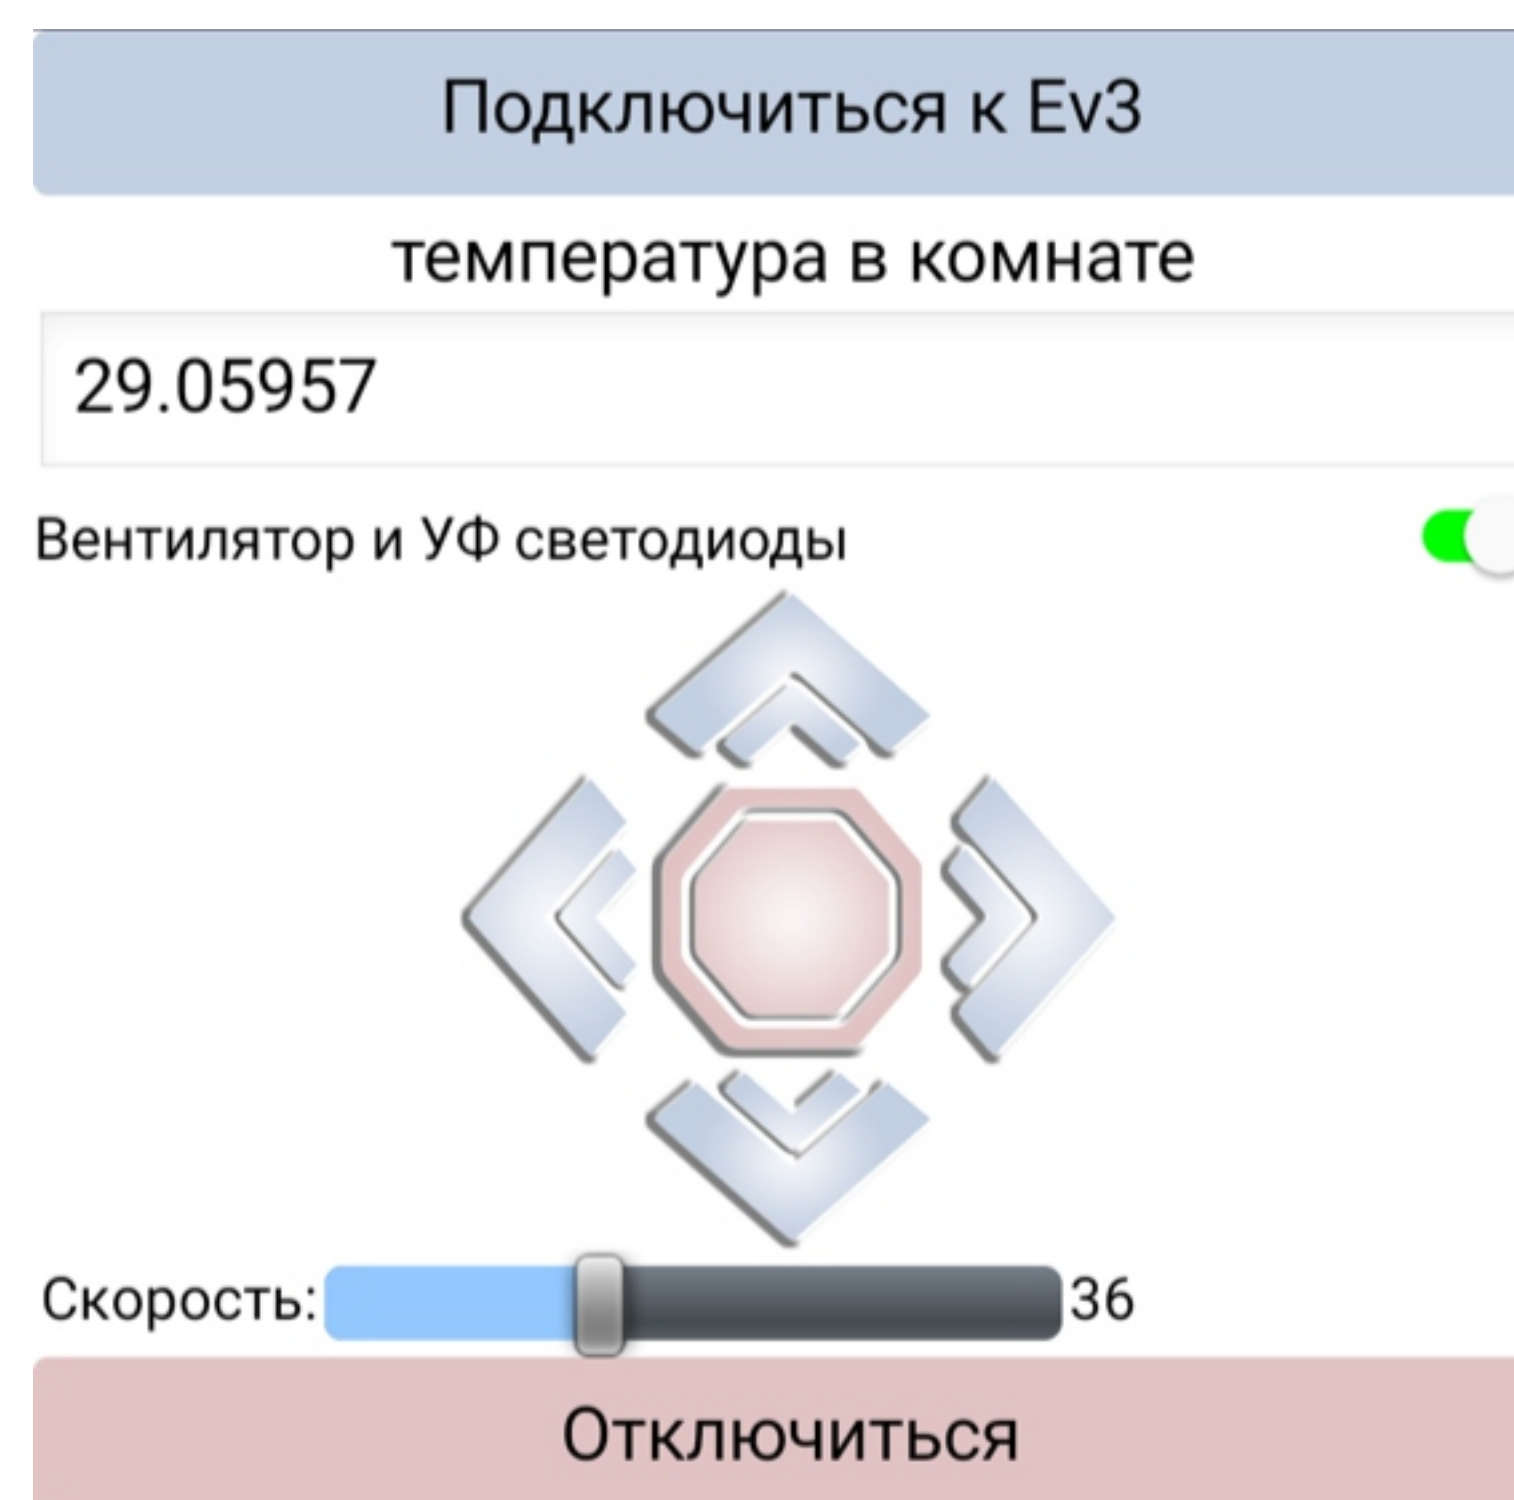 Подключиться к Ev3
температура в комнате
29.05957
Вентилятор и УФ светодиоды
Скорость: 36
Отключиться